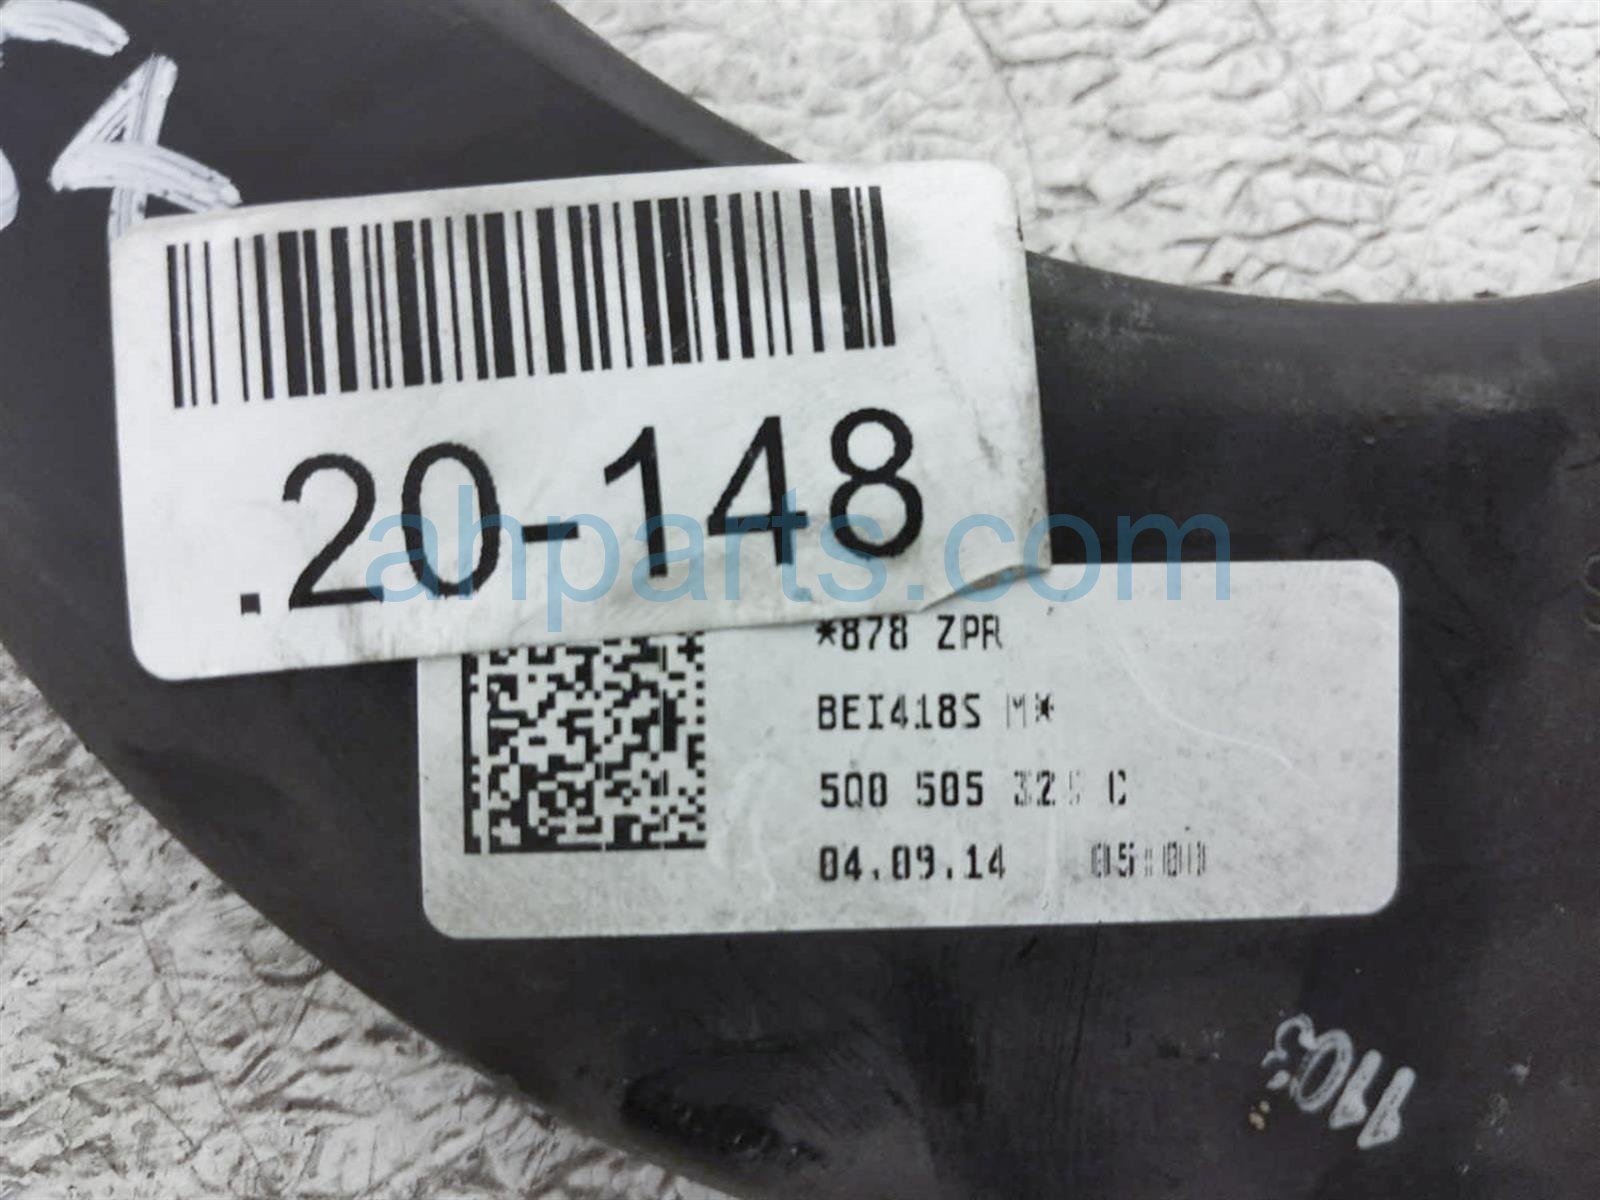 .20-148
ahparts.com
*878 ZPR
BEI418S M*
5Q0 505 C
04.09.14